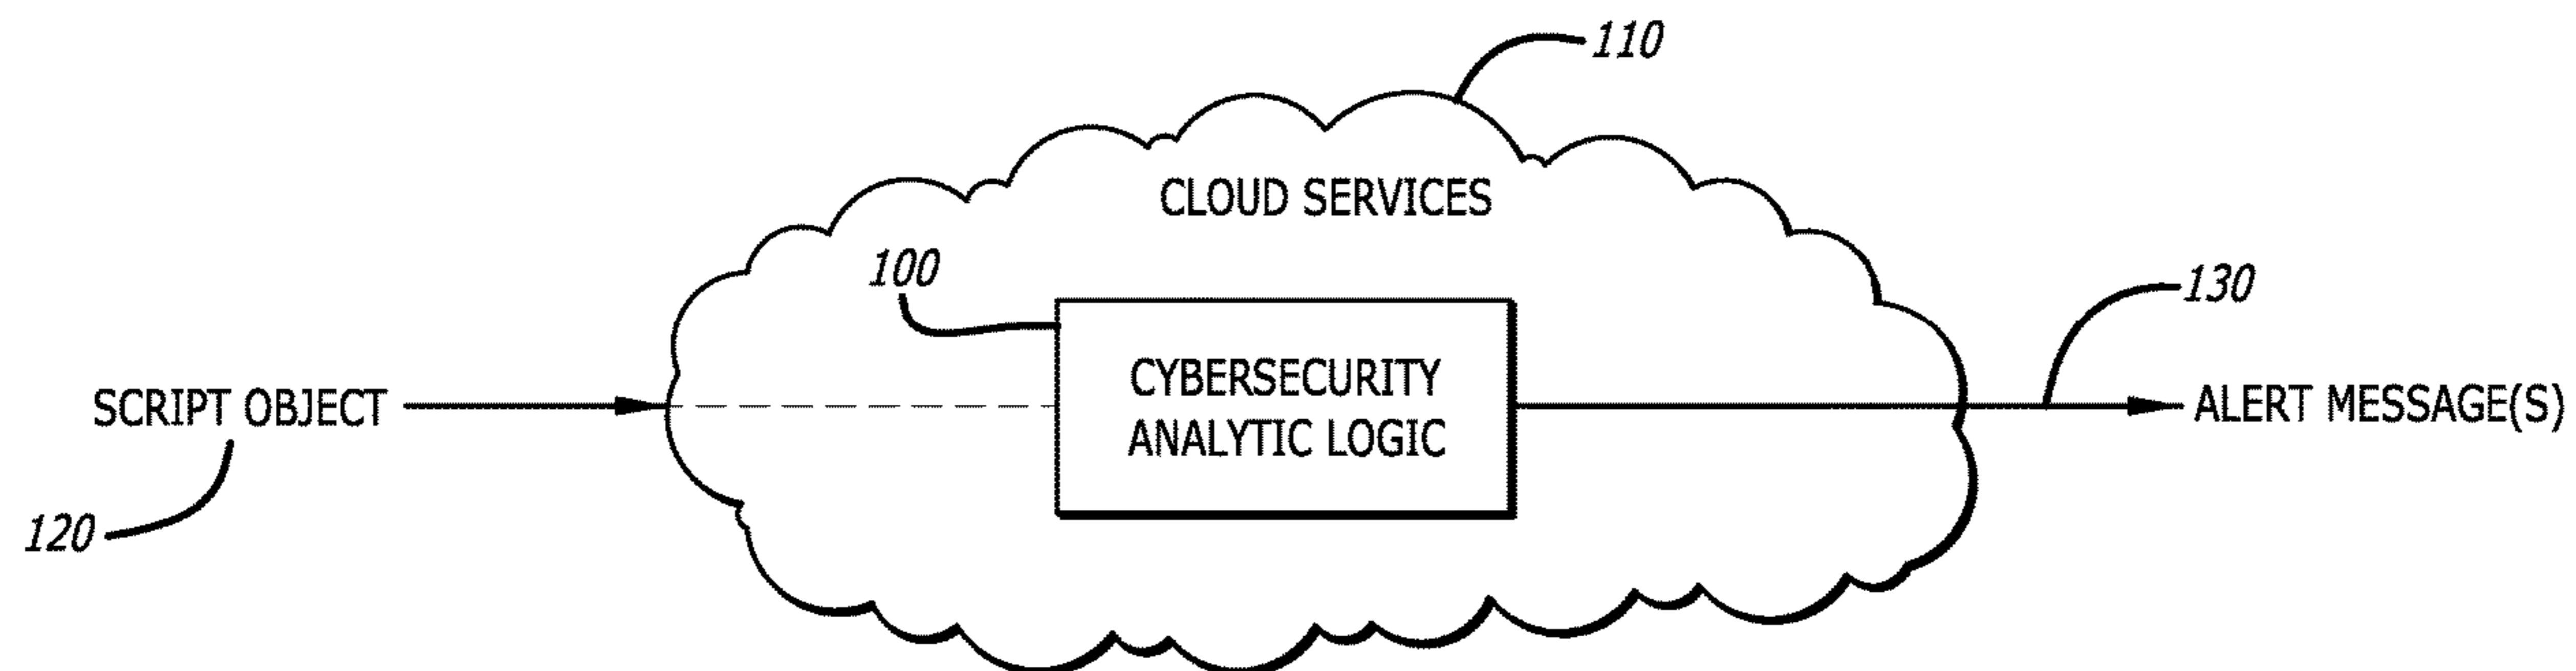 110
CLOUD SERVICES
100
130
CYBERSECURITY
ANALYTIC LOGIC
SCRIPT OBJECT
ALERT MESSAGE(S)
120